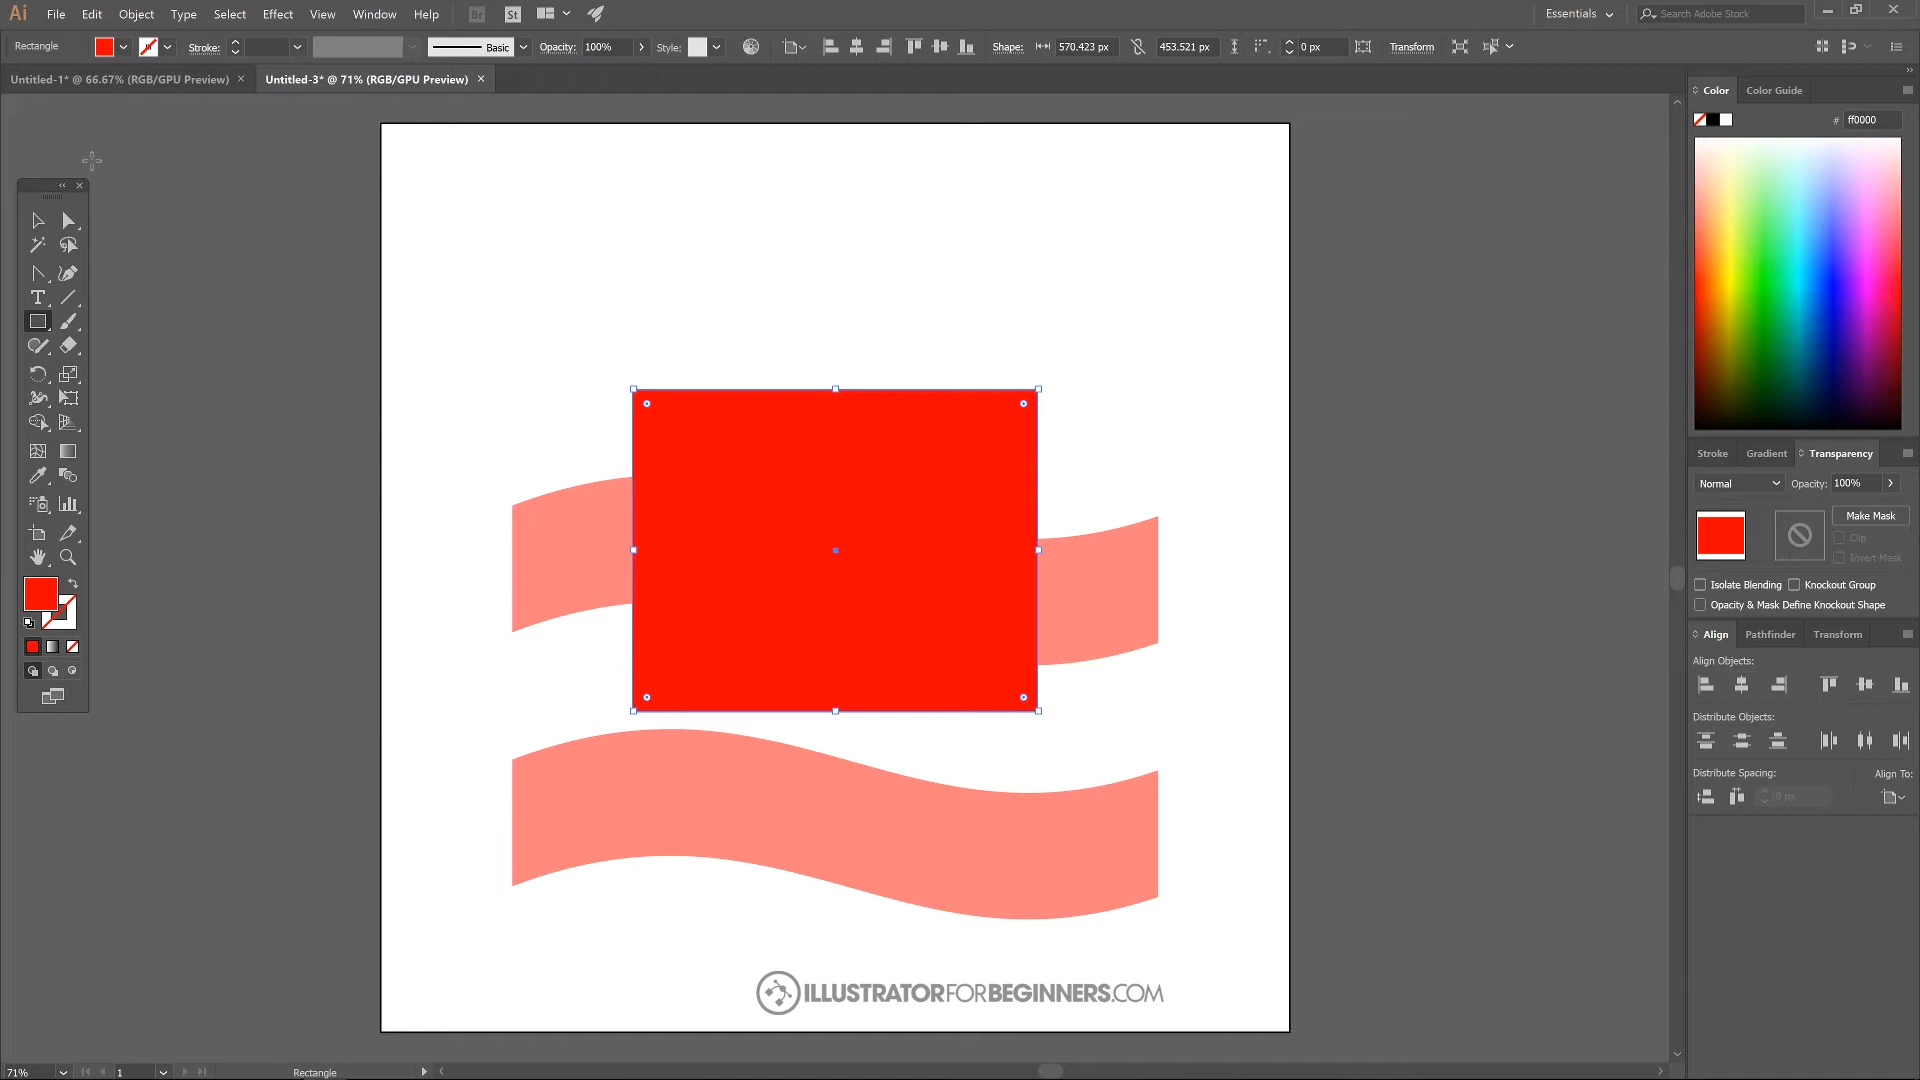 Ai File Edit Object Type Select Effect View Window Help Br St Essentials Search Adobe Stock
Rectangle Stroke: Basic Opacity: 100% Style: Shape: 570.423 px 453.521 px 0 px Transform
Untitled-1* @ 66.67% (RGB/GPU Preview) Untitled-3* @ 71% (RGB/GPU Preview)
Color Color Guide
# ff0000
Stroke Gradient Transparency
Normal Opacity: 100%
Make Mask
Clip
Invert Mask
Isolate Blending Knockout Group
Opacity & Mask Define Knockout Shape
Align Pathfinder Transform
Align Objects:
Distribute Objects:
Distribute Spacing: Align To:
0 px
ILLUSTRATORFORBEGINNERS.COM
71% 1 Rectangle